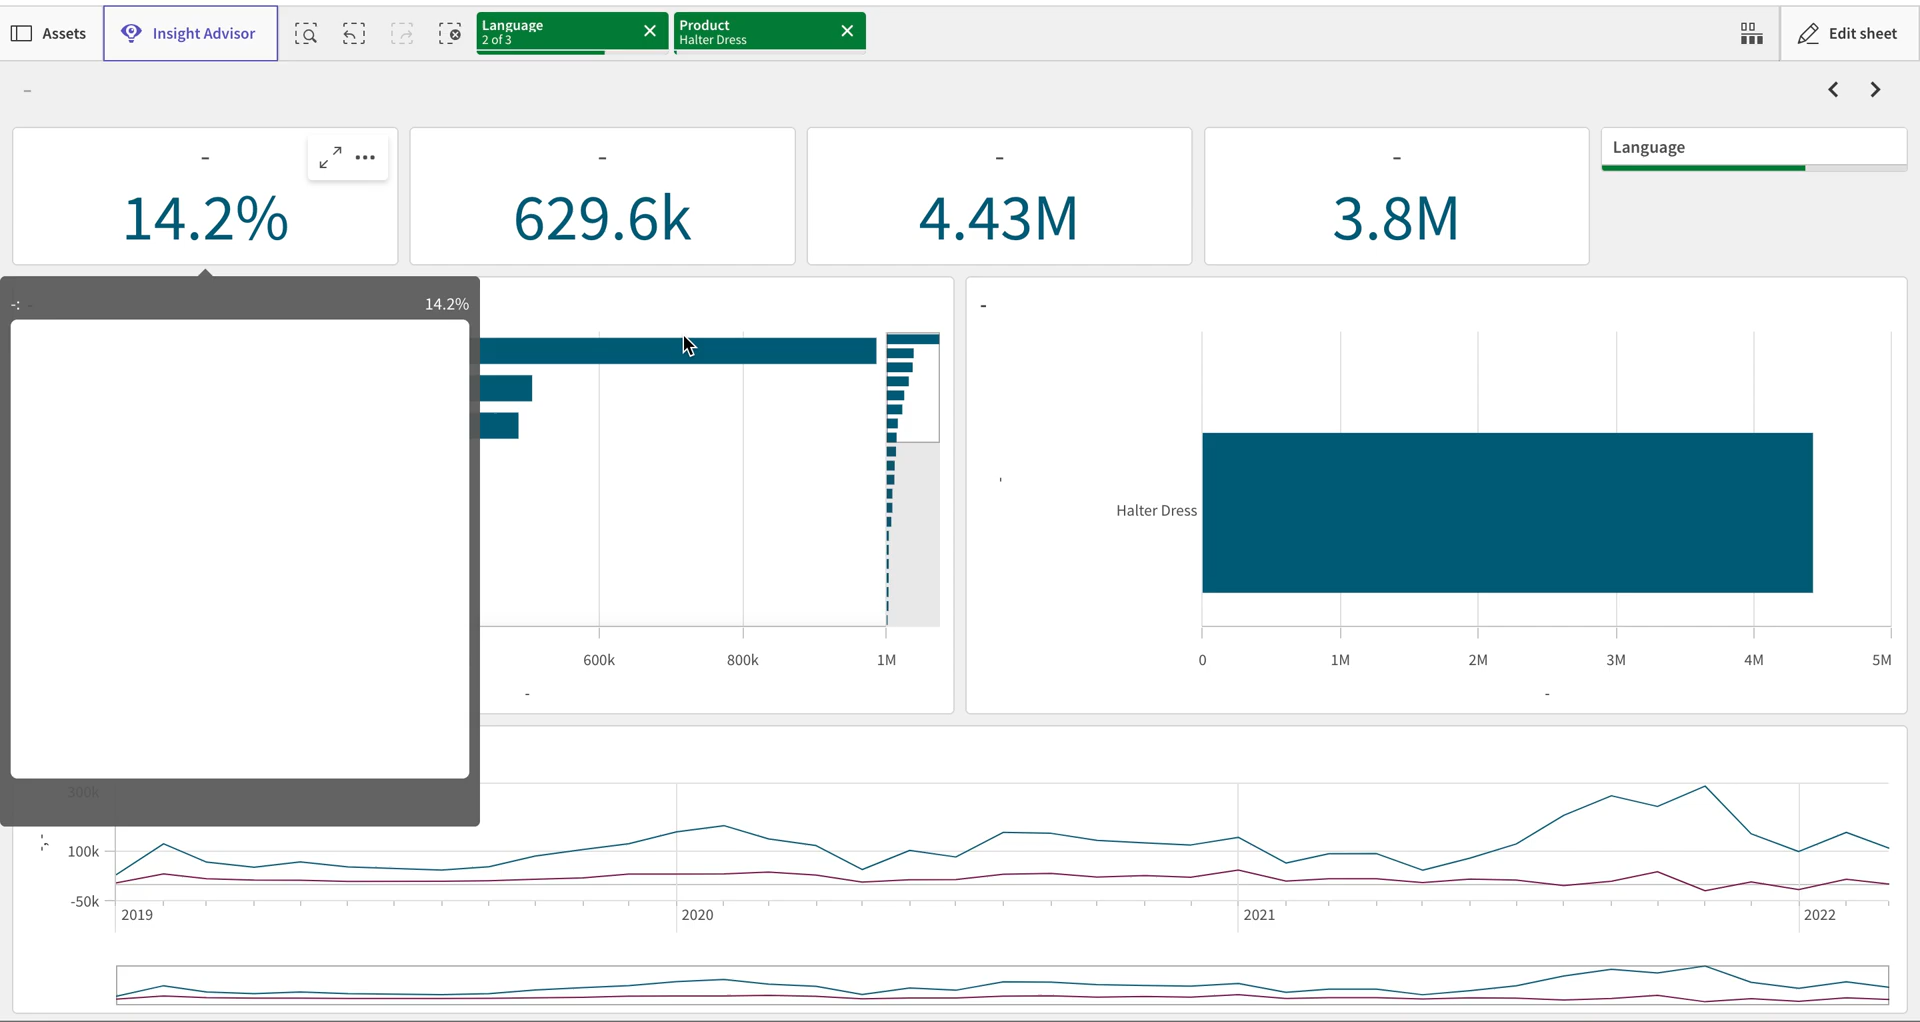 Assets
Insight Advisor
Language
2 of 3
Product
Halter Dress
Edit sheet
-
-
14.2%
-
629.6k
-
4.43M
-
3.8M
Language
-: -
14.2%
600k
800k
1M
-
-
Halter Dress
0
1M
2M
3M
4M
5M
-
300k
100k
-50k
2019
2020
2021
2022